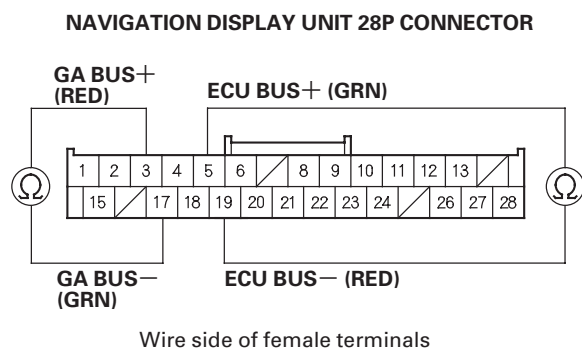 NAVIGATION DISPLAY UNIT 28P CONNECTOR
GA BUS+
(RED)
ECU BUS+ (GRN)
1 2 3 4 5 6 8 9 10 11 12 13
Ω Ω
15 17 18 19 20 21 22 23 24 26 27 28
GA BUS—
(GRN)
ECU BUS— (RED)
Wire side of female terminals